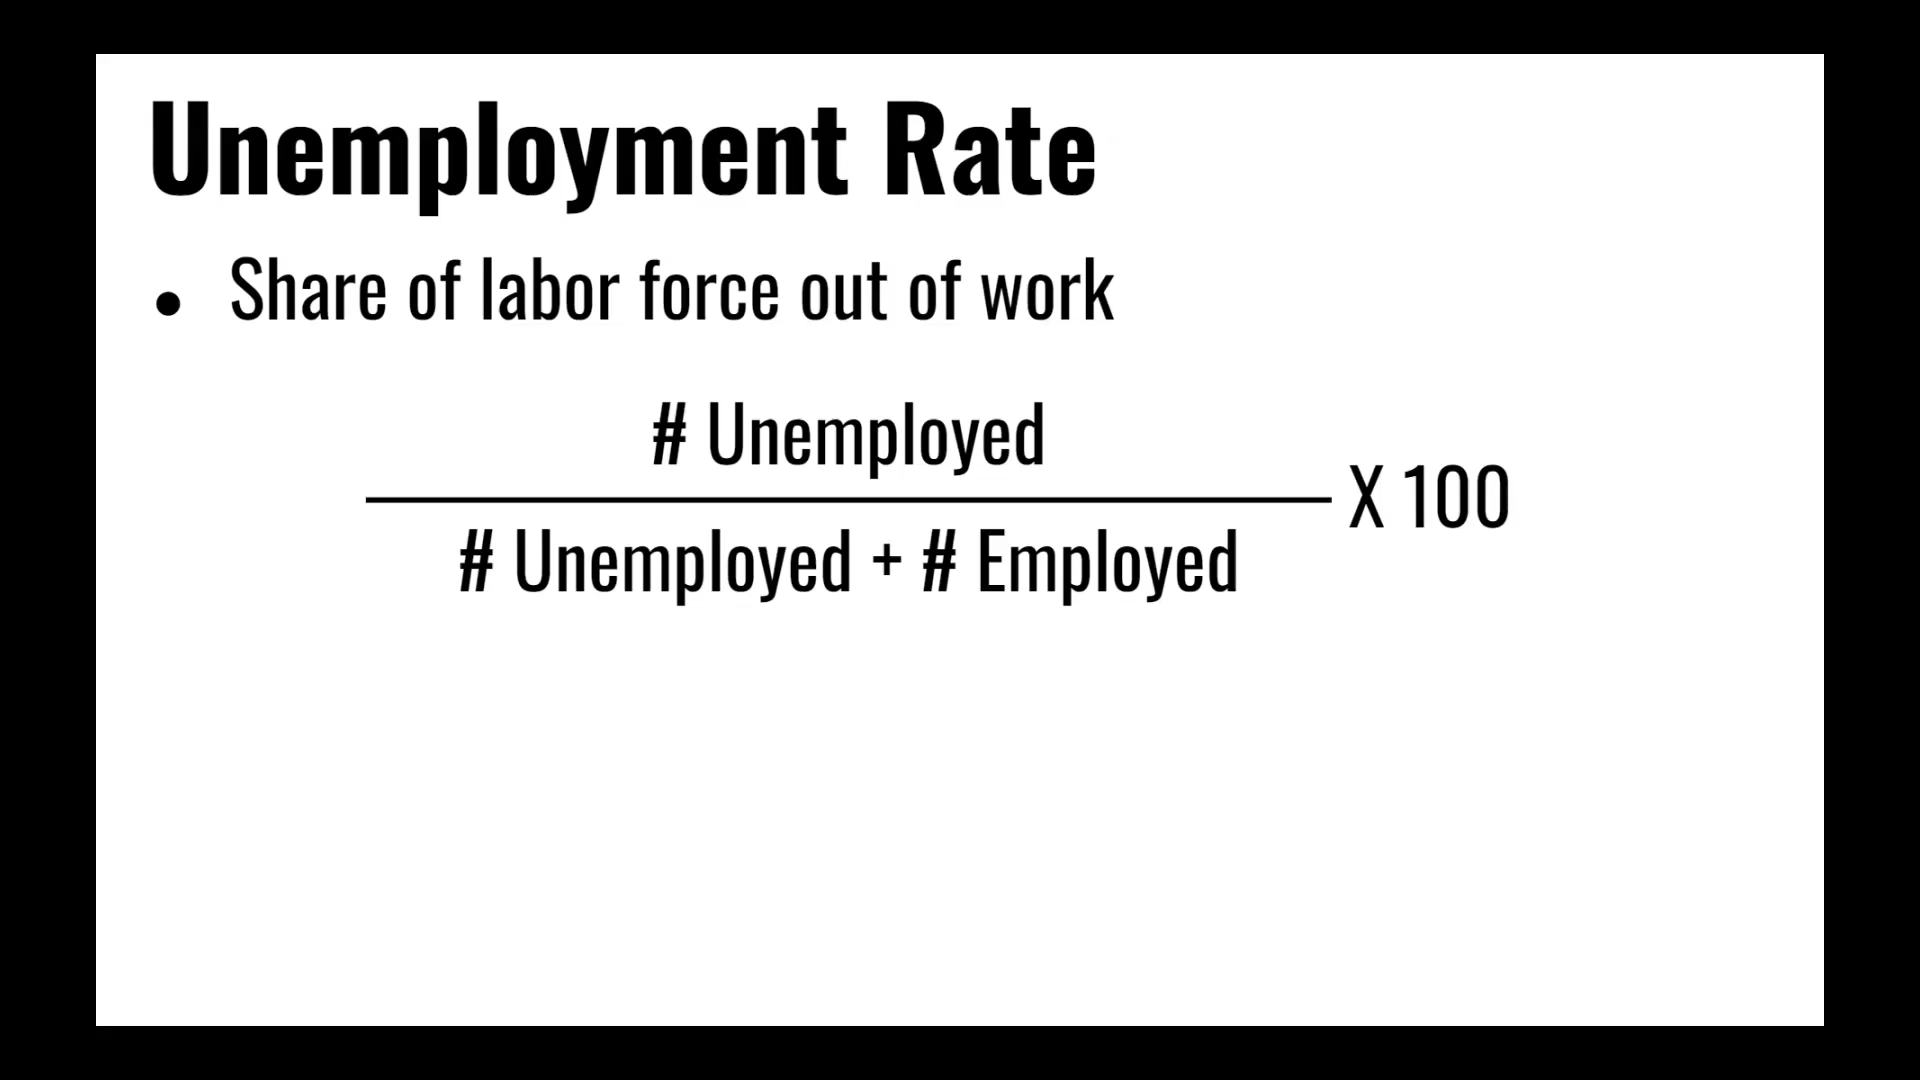 Unemployment Rate
● Share of labor force out of work
# Unemployed
X 100
# Unemployed + # Employed